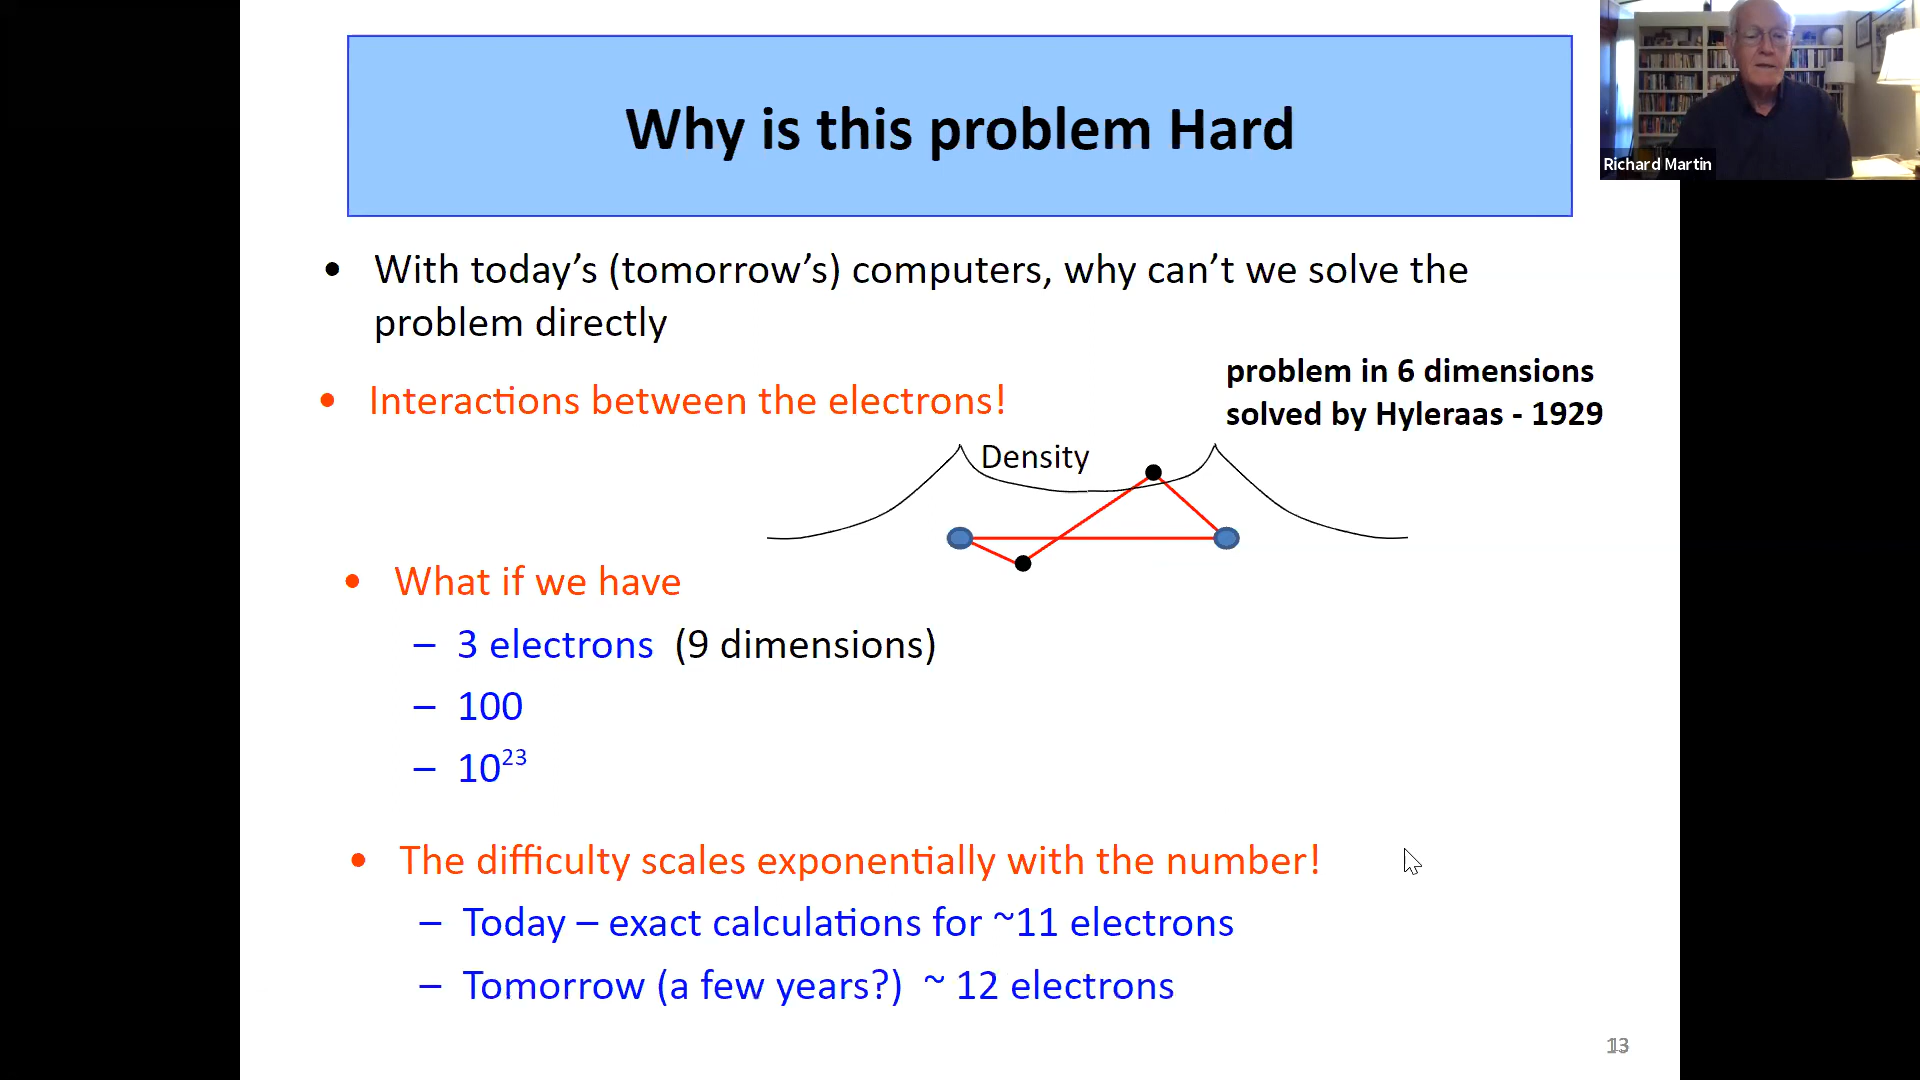 Why is this problem Hard
Richard Martin
• With today’s (tomorrow’s) computers, why can’t we solve the
problem directly
problem in 6 dimensions
solved by Hyleraas - 1929
• Interactions between the electrons!
Density
• What if we have
– 3 electrons (9 dimensions)
– 100
– 10²³
• The difficulty scales exponentially with the number!
– Today – exact calculations for ~11 electrons
– Tomorrow (a few years?) ~ 12 electrons
13